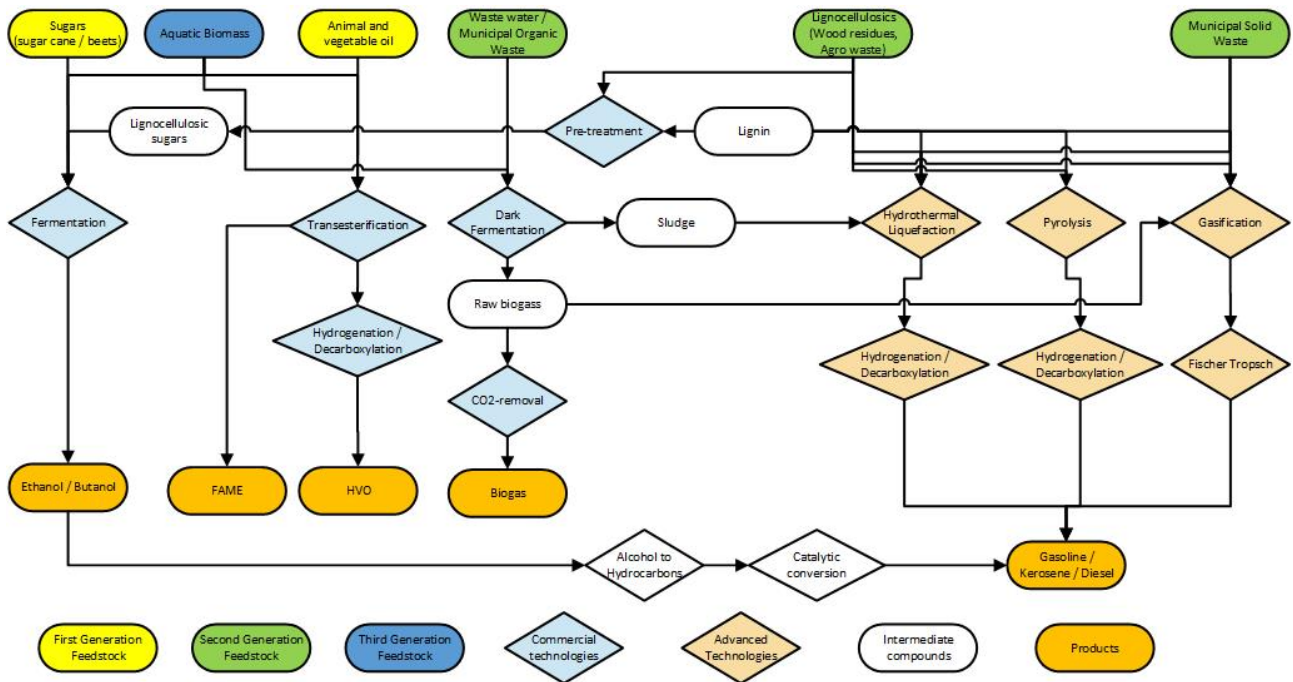 Sugars
(sugar cane / beets)
Aquatic Biomass
Animal and
vegetable oil
Waste water /
Municipal Organic
Waste
Lignocellulosics
(Wood residues,
Agro waste)
Municipal Solid
Waste
Lignocellulosic
sugars
Pre-treatment
Lignin
Fermentation
Transesterification
Dark
Fermentation
Sludge
Hydrothermal
Liquefaction
Pyrolysis
Gasification
Raw biogass
Hydrogenation /
Decarboxylation
Hydrogenation /
Decarboxylation
Hydrogenation /
Decarboxylation
Fischer Tropsch
CO2-removal
Ethanol / Butanol
FAME
HVO
Biogas
Alcohol to
Hydrocarbons
Catalytic
conversion
Gasoline /
Kerosene / Diesel
First Generation
Feedstock
Second Generation
Feedstock
Third Generation
Feedstock
Commercial
technologies
Advanced
Technologies
Intermediate
compounds
Products